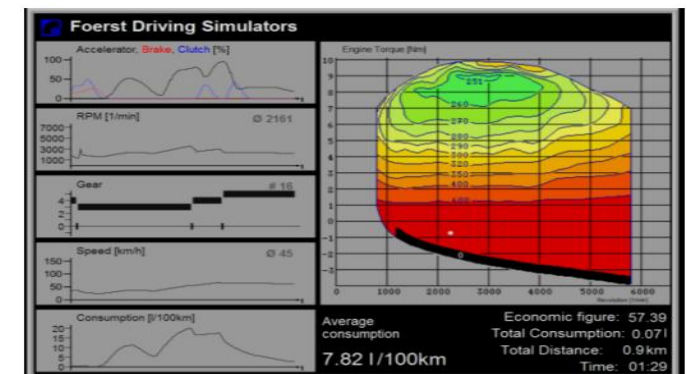 Foerst Driving Simulators
Accelerator, Brake, Clutch [%]
100
50
0
RPM [1/min]
Ø 2161
7000
5000
3000
1000
Gear
# 16
4
2
0
Speed [km/h]
Ø 45
150
100
50
0
Consumption [l/100km]
20
15
10
5
0
Engine Torque [Nm]
10
9
8
7
6
5
4
3
2
1
0
-1
-2
-3
251
260
270
280
290
300
320
350
400
600
0
0 1000 2000 3000 4000 5000 6000
Average
consumption
7.82 l/100km
Economic figure: 57.39
Total Consumption: 0.07 l
Total Distance: 0.9km
Time: 01:29